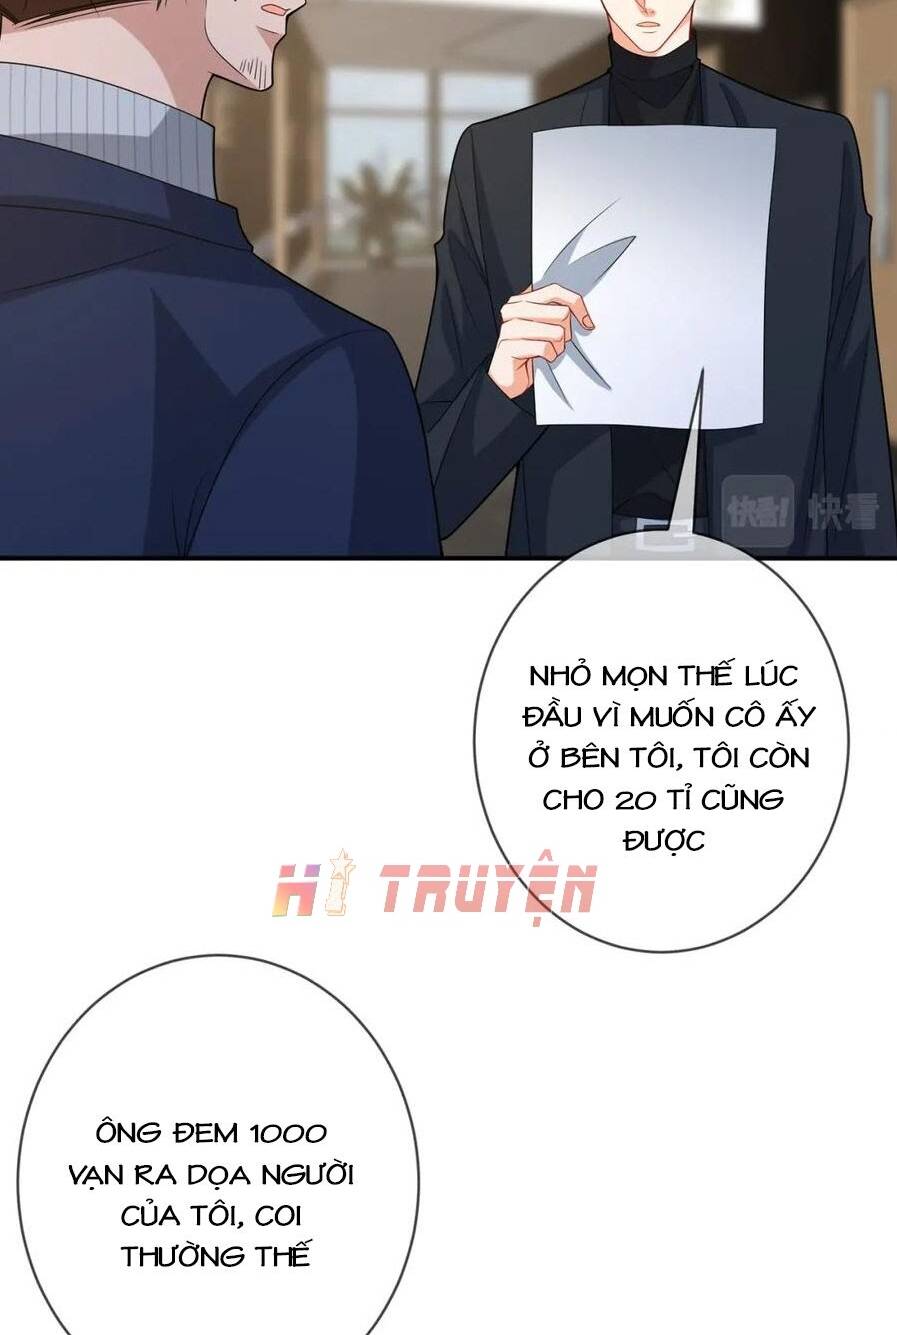 快看! 快看
NHỎ MỌN THẾ LÚC
ĐẦU VÌ MUỐN CÔ ẤY
Ở BÊN TÔI, TÔI CÒN
CHO 20 TỈ CŨNG
ĐƯỢC
HI TRUYỆN
ÔNG ĐEM 1000
VẠN RA DỌA NGƯỜI
CỦA TÔI, COI
THƯỜNG THẾ